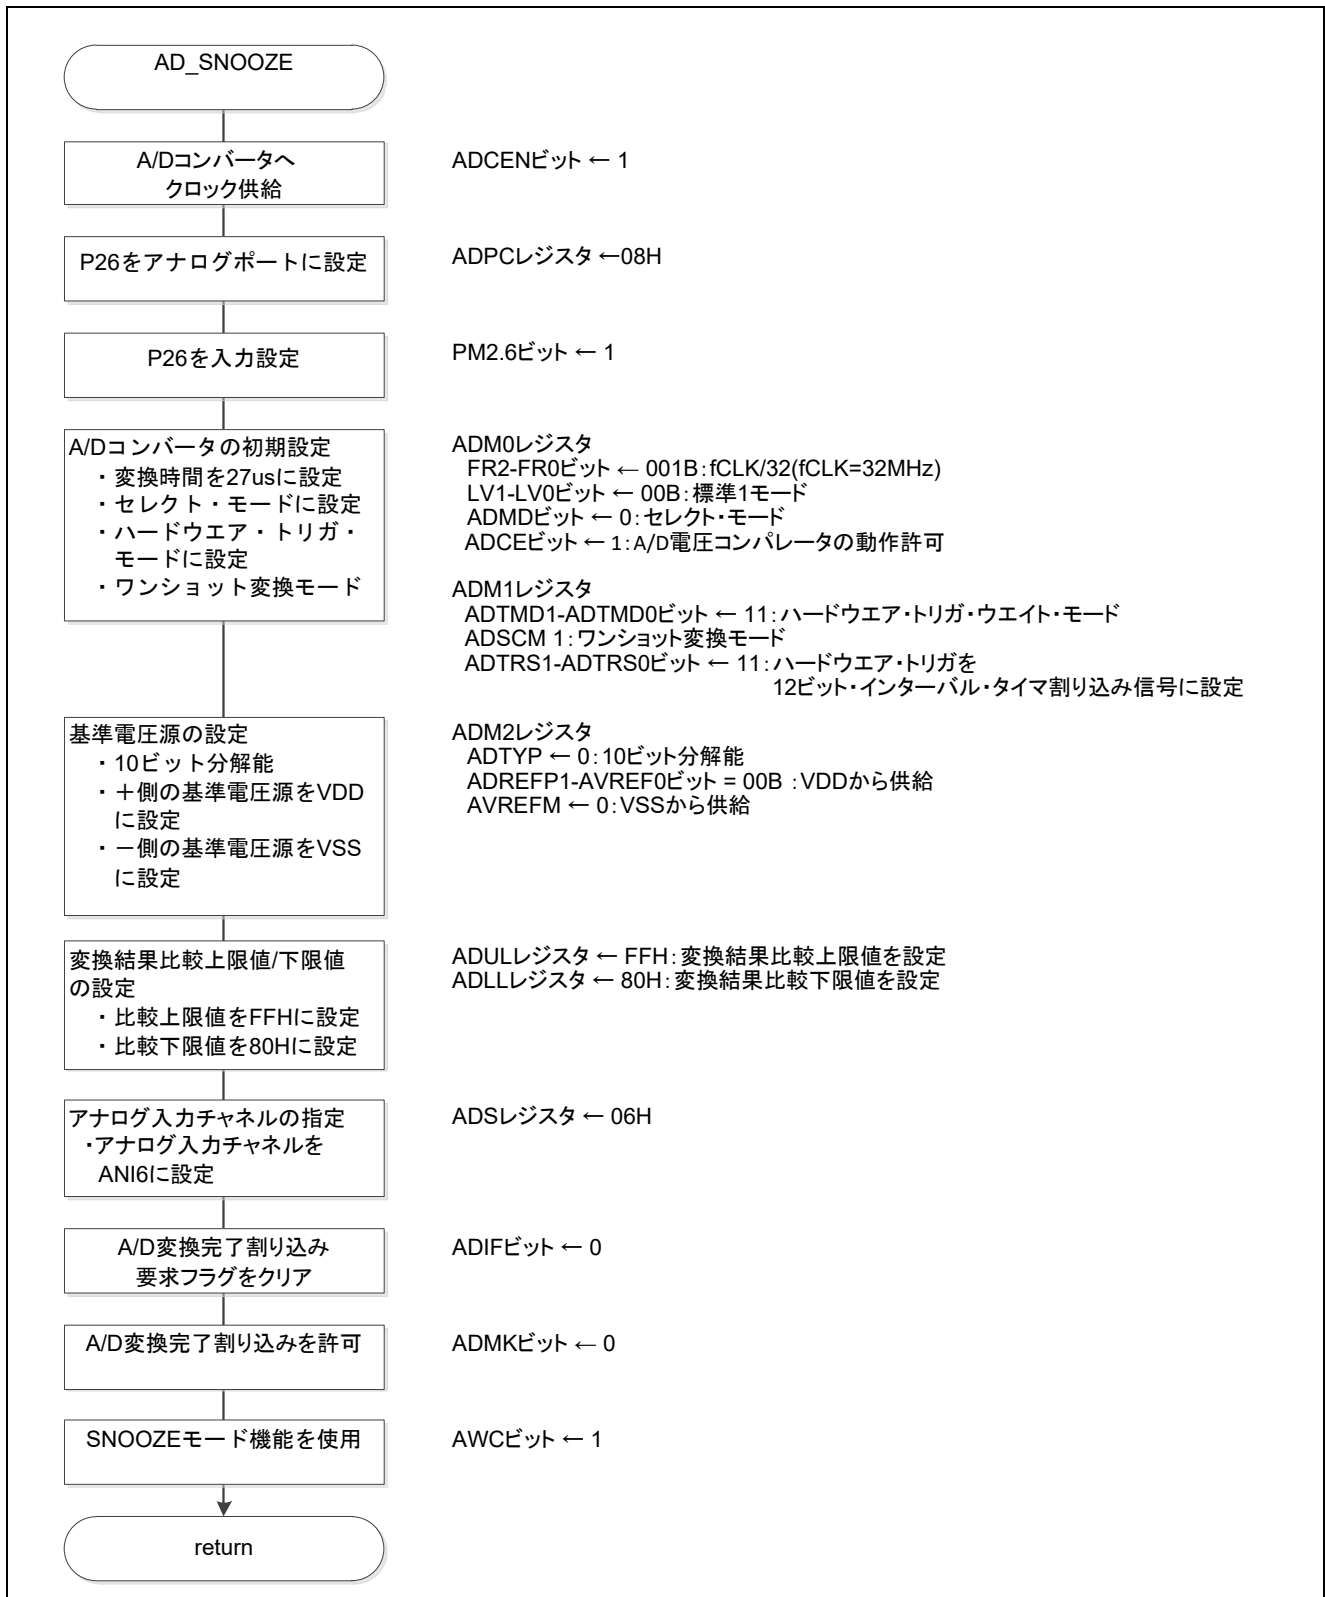 AD_SNOOZE
A/Dコンバータへ
クロック供給
ADCENビット ← 1
P26をアナログポートに設定
ADPCレジスタ ←08H
P26を入力設定
PM2.6ビット ← 1
A/Dコンバータの初期設定
・変換時間を27usに設定
・セレクト・モードに設定
・ハードウエア・トリガ・
モードに設定
・ワンショット変換モード
ADM0レジスタ
FR2-FR0ビット ← 001B：fCLK/32(fCLK=32MHz)
LV1-LV0ビット ← 00B：標準1モード
ADMDビット ← 0：セレクト・モード
ADCEビット ← 1：A/D電圧コンパレータの動作許可
ADM1レジスタ
ADTMD1-ADTMD0ビット ← 11：ハードウエア・トリガ・ウエイト・モード
ADSCM 1：ワンショット変換モード
ADTRS1-ADTRS0ビット ← 11：ハードウエア・トリガを
12ビット・インターバル・タイマ割り込み信号に設定
基準電圧源の設定
・10ビット分解能
・＋側の基準電圧源をVDD
に設定
・－側の基準電圧源をVSS
に設定
ADM2レジスタ
ADTYP ← 0：10ビット分解能
ADREFP1-AVREF0ビット = 00B ：VDDから供給
AVREFM ← 0：VSSから供給
変換結果比較上限値/下限値
の設定
・比較上限値をFFHに設定
・比較下限値を80Hに設定
ADULレジスタ ← FFH：変換結果比較上限値を設定
ADLLレジスタ ← 80H：変換結果比較下限値を設定
アナログ入力チャネルの指定
・アナログ入力チャネルを
ANI6に設定
ADSレジスタ ← 06H
A/D変換完了割り込み
要求フラグをクリア
ADIFビット ← 0
A/D変換完了割り込みを許可
ADMKビット ← 0
SNOOZEモード機能を使用
AWCビット ← 1
return